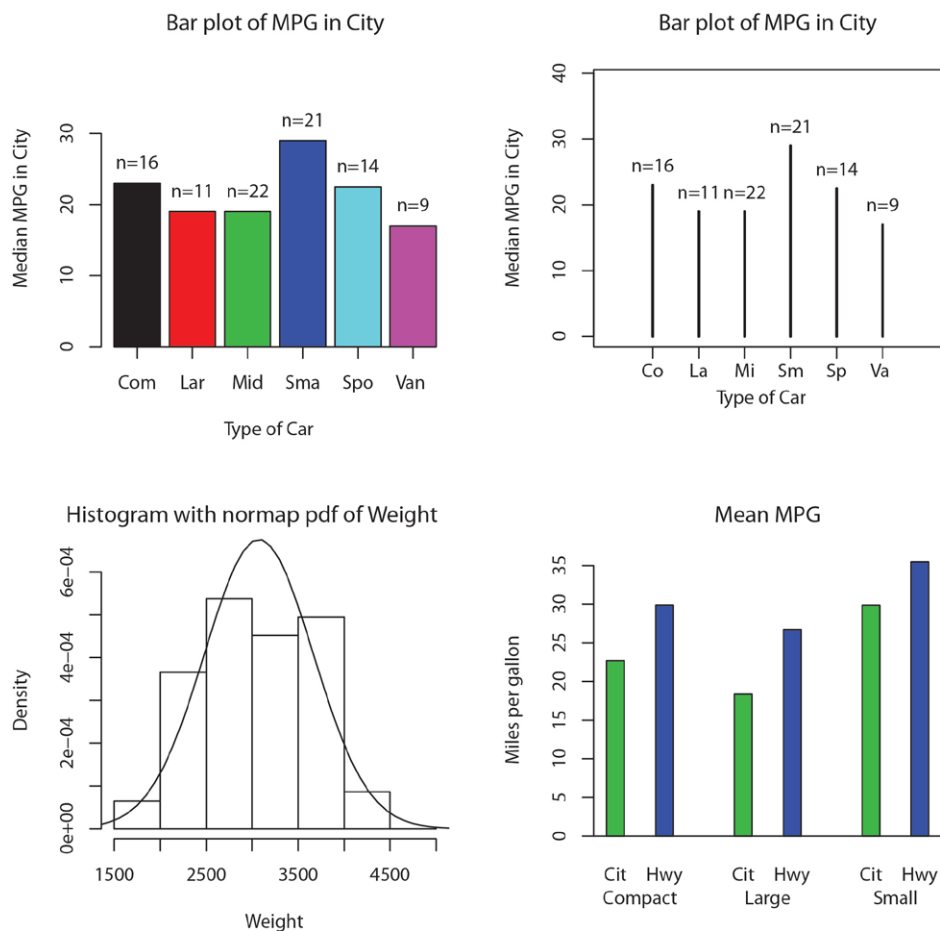 Bar plot of MPG in City
Median MPG in City
30
20
10
0
n=16
n=11
n=22
n=21
n=14
n=9
Com Lar Mid Sma Spo Van
Type of Car
Bar plot of MPG in City
Median MPG in City
40
30
20
10
0
n=16
n=11
n=22
n=21
n=14
n=9
Co La Mi Sm Sp Va
Type of Car
Histogram with normap pdf of Weight
Density
6e−04
4e−04
2e−04
0e+00
1500 2500 3500 4500
Weight
Mean MPG
Miles per gallon
35
30
25
20
15
10
5
0
Cit Hwy Cit Hwy Cit Hwy
Compact Large Small